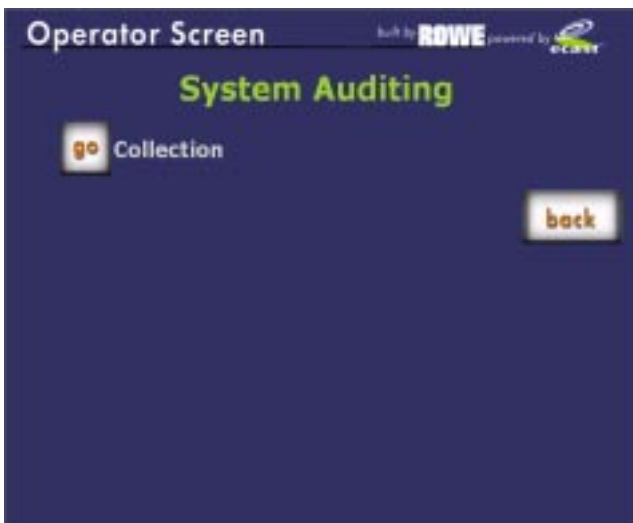 Operator Screen built by ROWE powered by ecast
System Auditing
go Collection
back